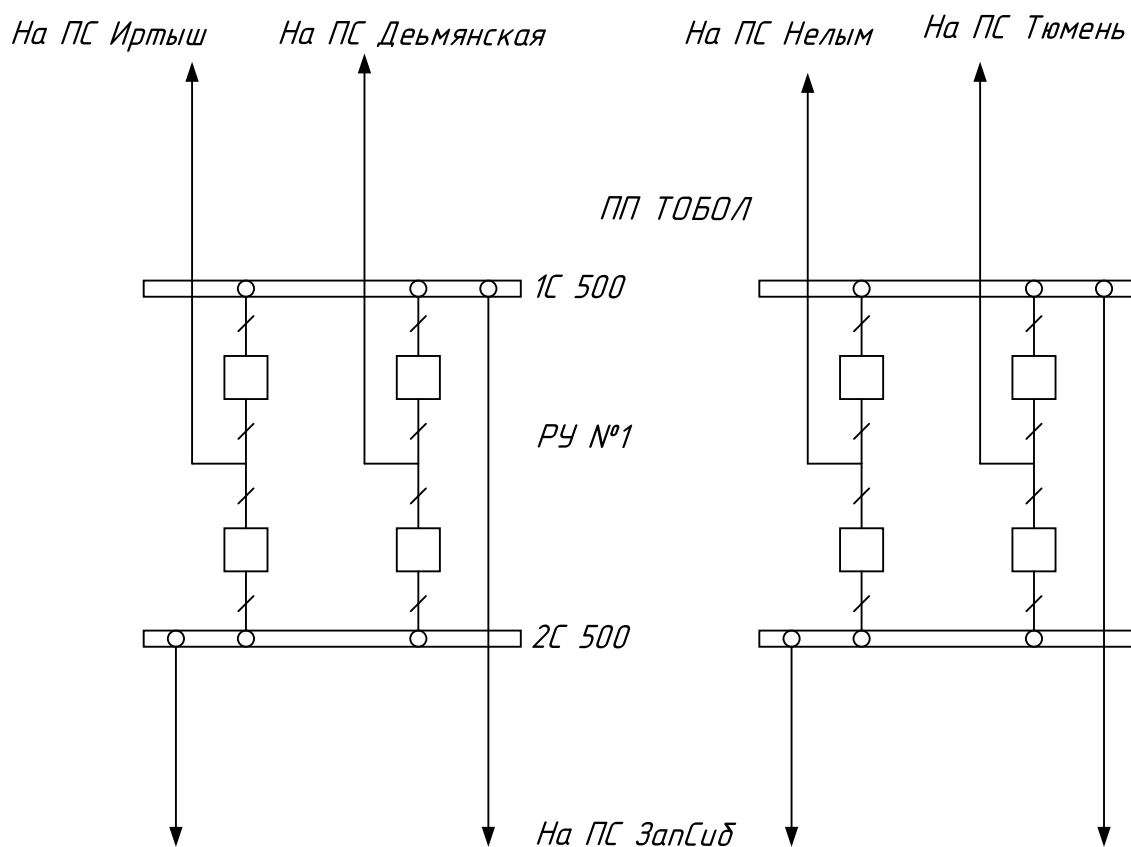 На ПС Иртыш
На ПС Деьмянская
На ПС Нелым
На ПС Тюмень
ПП ТОБОЛ
1С 500
РУ №1
2С 500
На ПС ЗапСиб